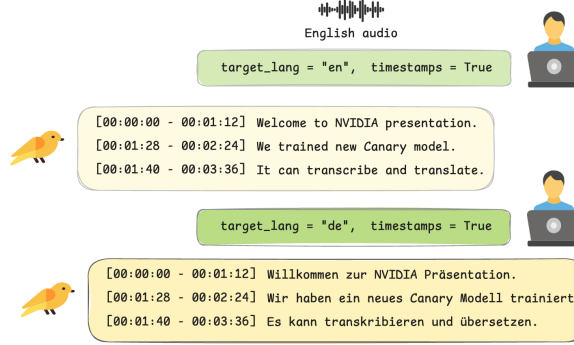 English audio
target_lang = "en", timestamps = True
[00:00:00 - 00:01:12] Welcome to NVIDIA presentation.
[00:01:28 - 00:02:24] We trained new Canary model.
[00:01:40 - 00:03:36] It can transcribe and translate.
target_lang = "de", timestamps = True
[00:00:00 - 00:01:12] Willkommen zur NVIDIA Präsentation.
[00:01:28 - 00:02:24] Wir haben ein neues Canary Modell trainiert
[00:01:40 - 00:03:36] Es kann transkribieren und übersetzen.